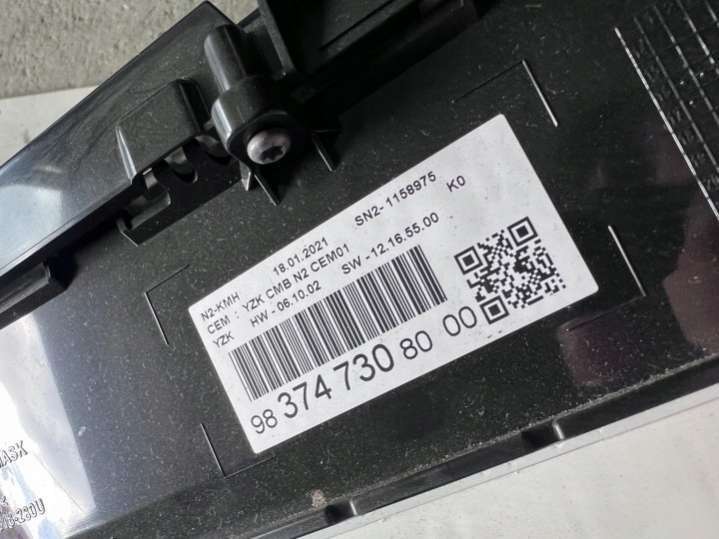 N2-KMH 18.01.2021 SN2-1158975
CEM : YZK CMB N2 CEM01 K0
YZK HW-06.10.02 SW-12.16.55.00
98 374 730 80 00